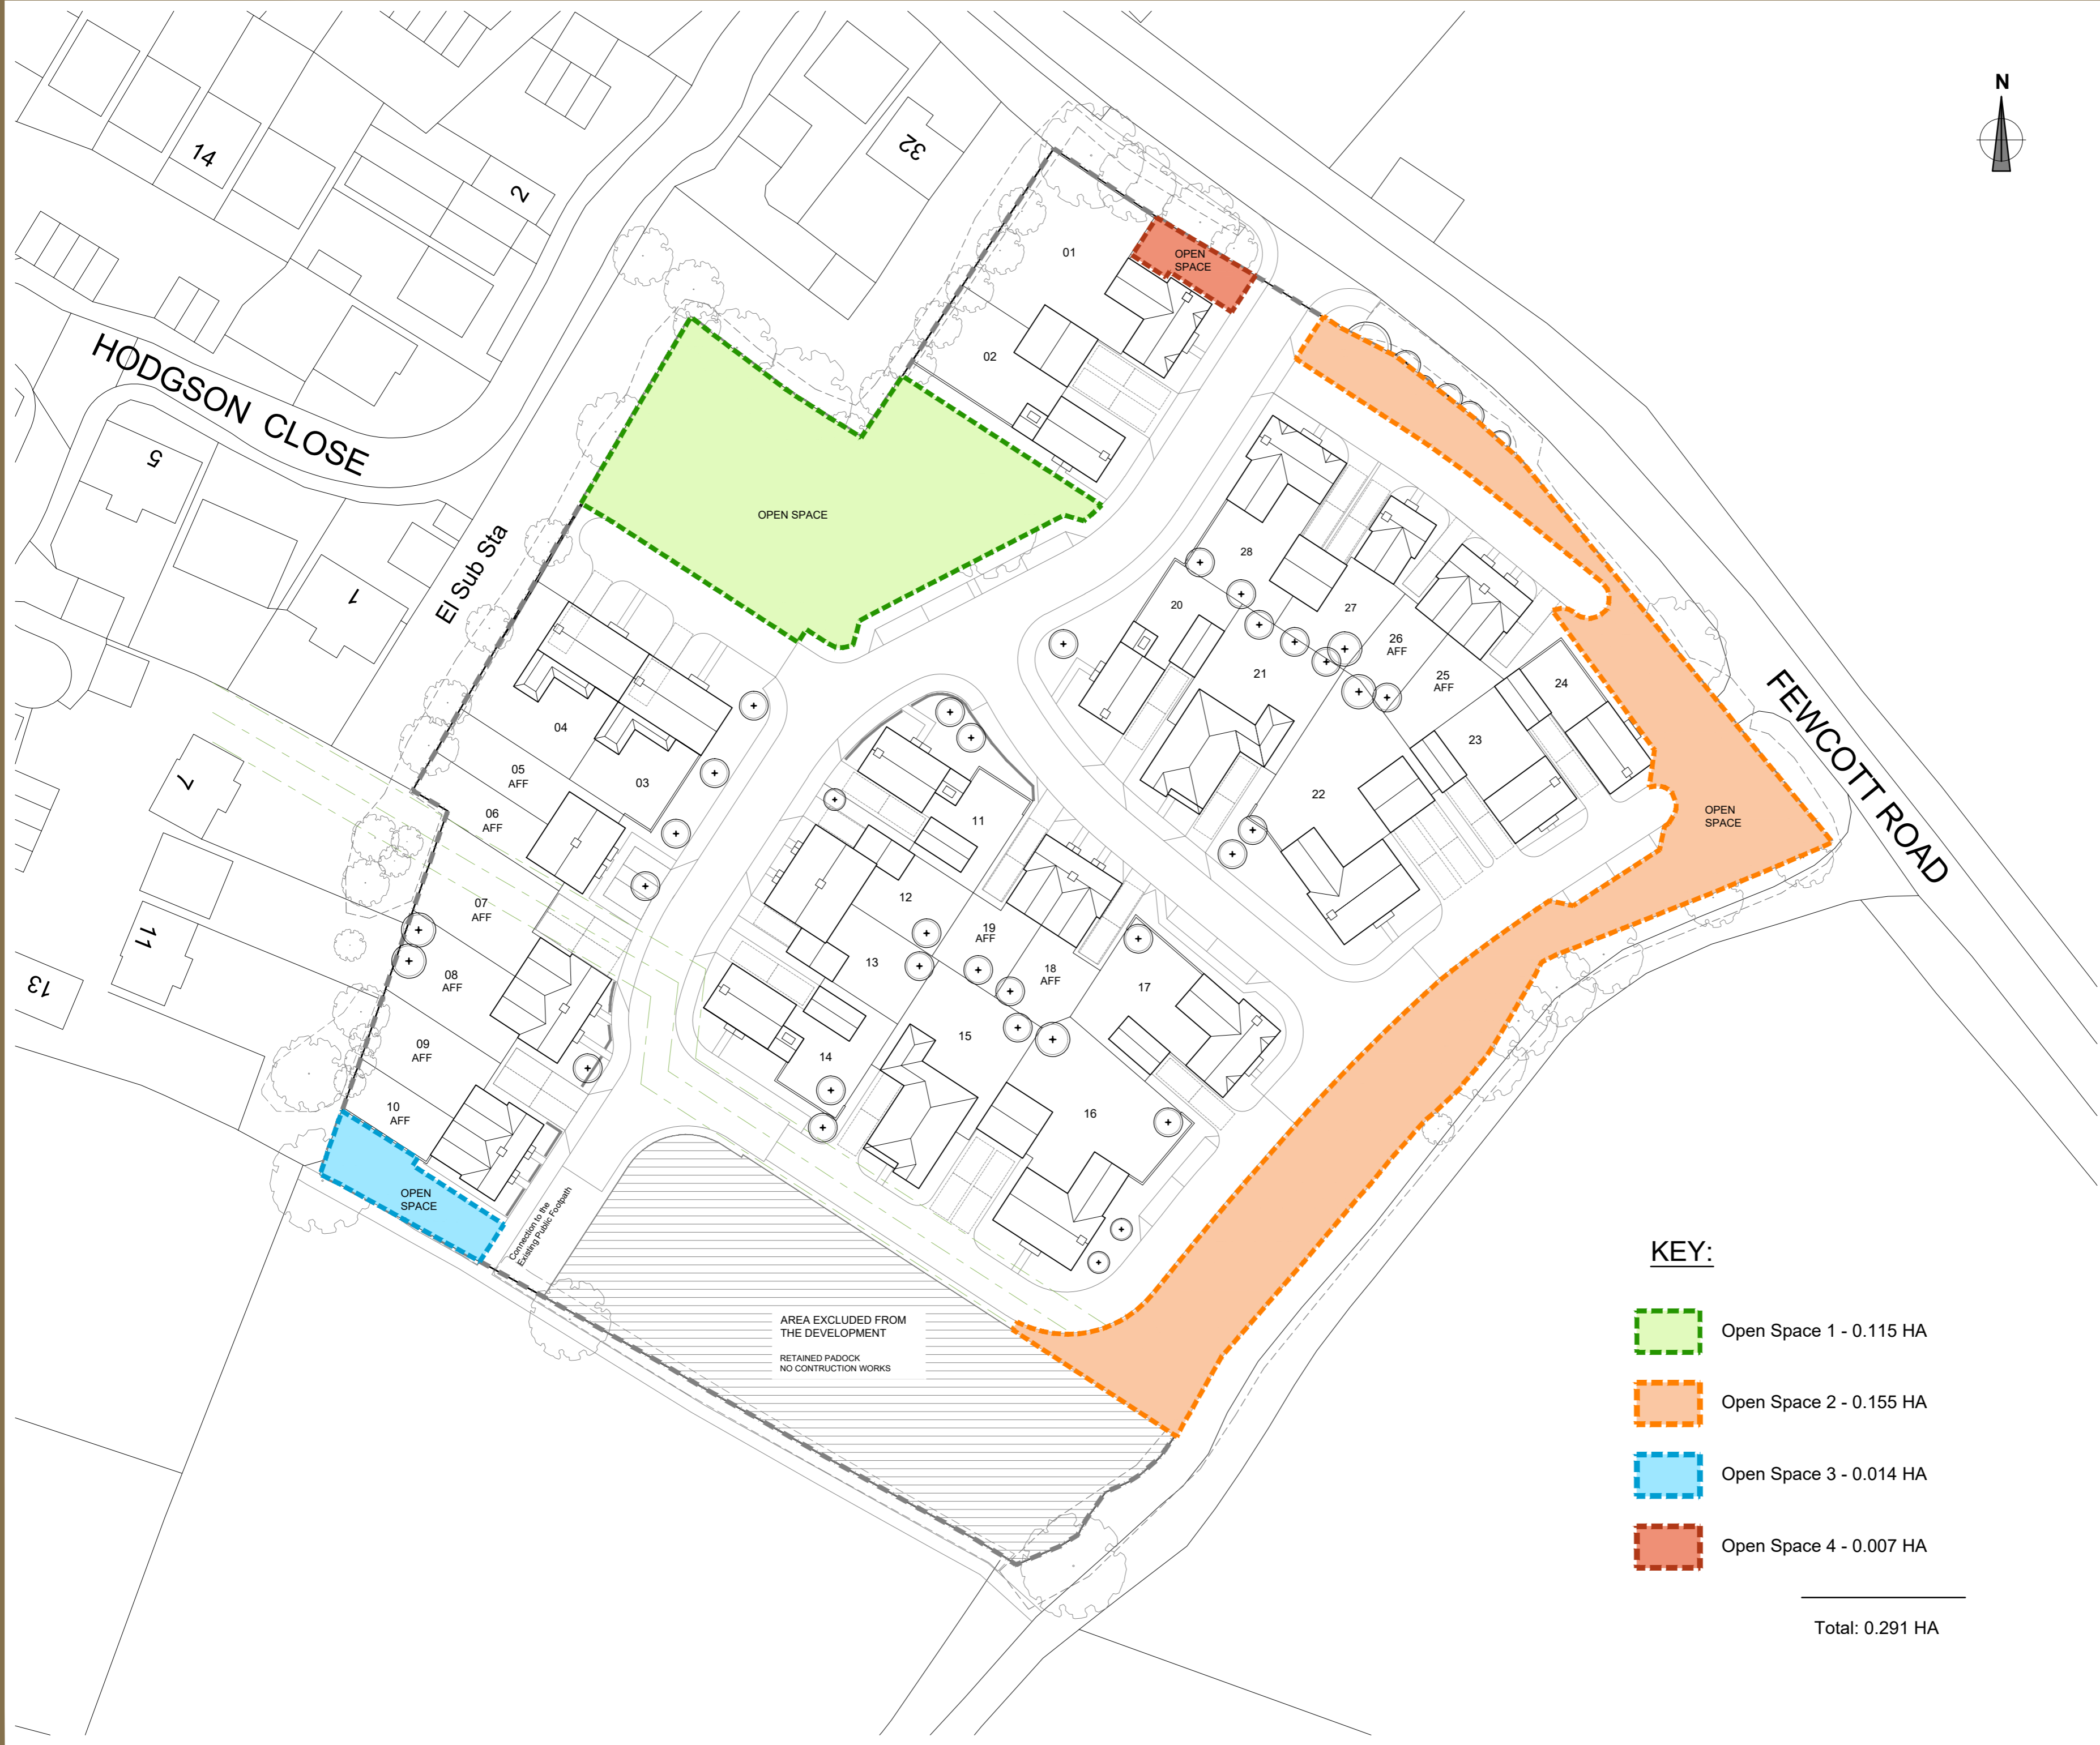 N
14
2
32
HODGSON CLOSE
5
1
El Sub Sta
7
11
13
01
OPEN
SPACE
02
OPEN SPACE
28
20
27
21
26
AFF
25
AFF
24
23
22
FEWCOTT ROAD
OPEN
SPACE
04
05
AFF
03
06
AFF
11
07
AFF
12
19
AFF
13
18
AFF
17
08
AFF
09
AFF
15
14
10
AFF
16
OPEN
SPACE
Connection to the
Existing Public Footpath
AREA EXCLUDED FROM
THE DEVELOPMENT
RETAINED PADOCK
NO CONTRUCTION WORKS
KEY:
Open Space 1 - 0.115 HA
Open Space 2 - 0.155 HA
Open Space 3 - 0.014 HA
Open Space 4 - 0.007 HA
Total: 0.291 HA